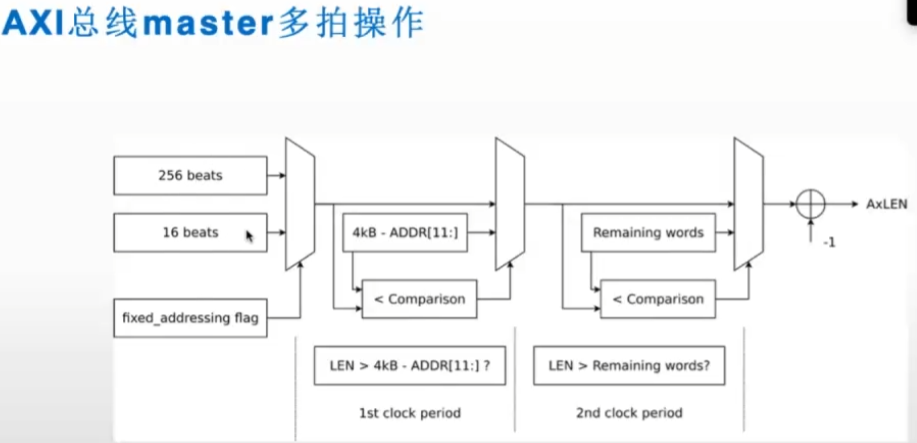 AXI总线master多拍操作
256 beats
16 beats
fixed_addressing flag
4kB - ADDR[11:]
< Comparison
Remaining words
< Comparison
AxLEN
-1
LEN > 4kB - ADDR[11:] ?
LEN > Remaining words?
1st clock period
2nd clock period